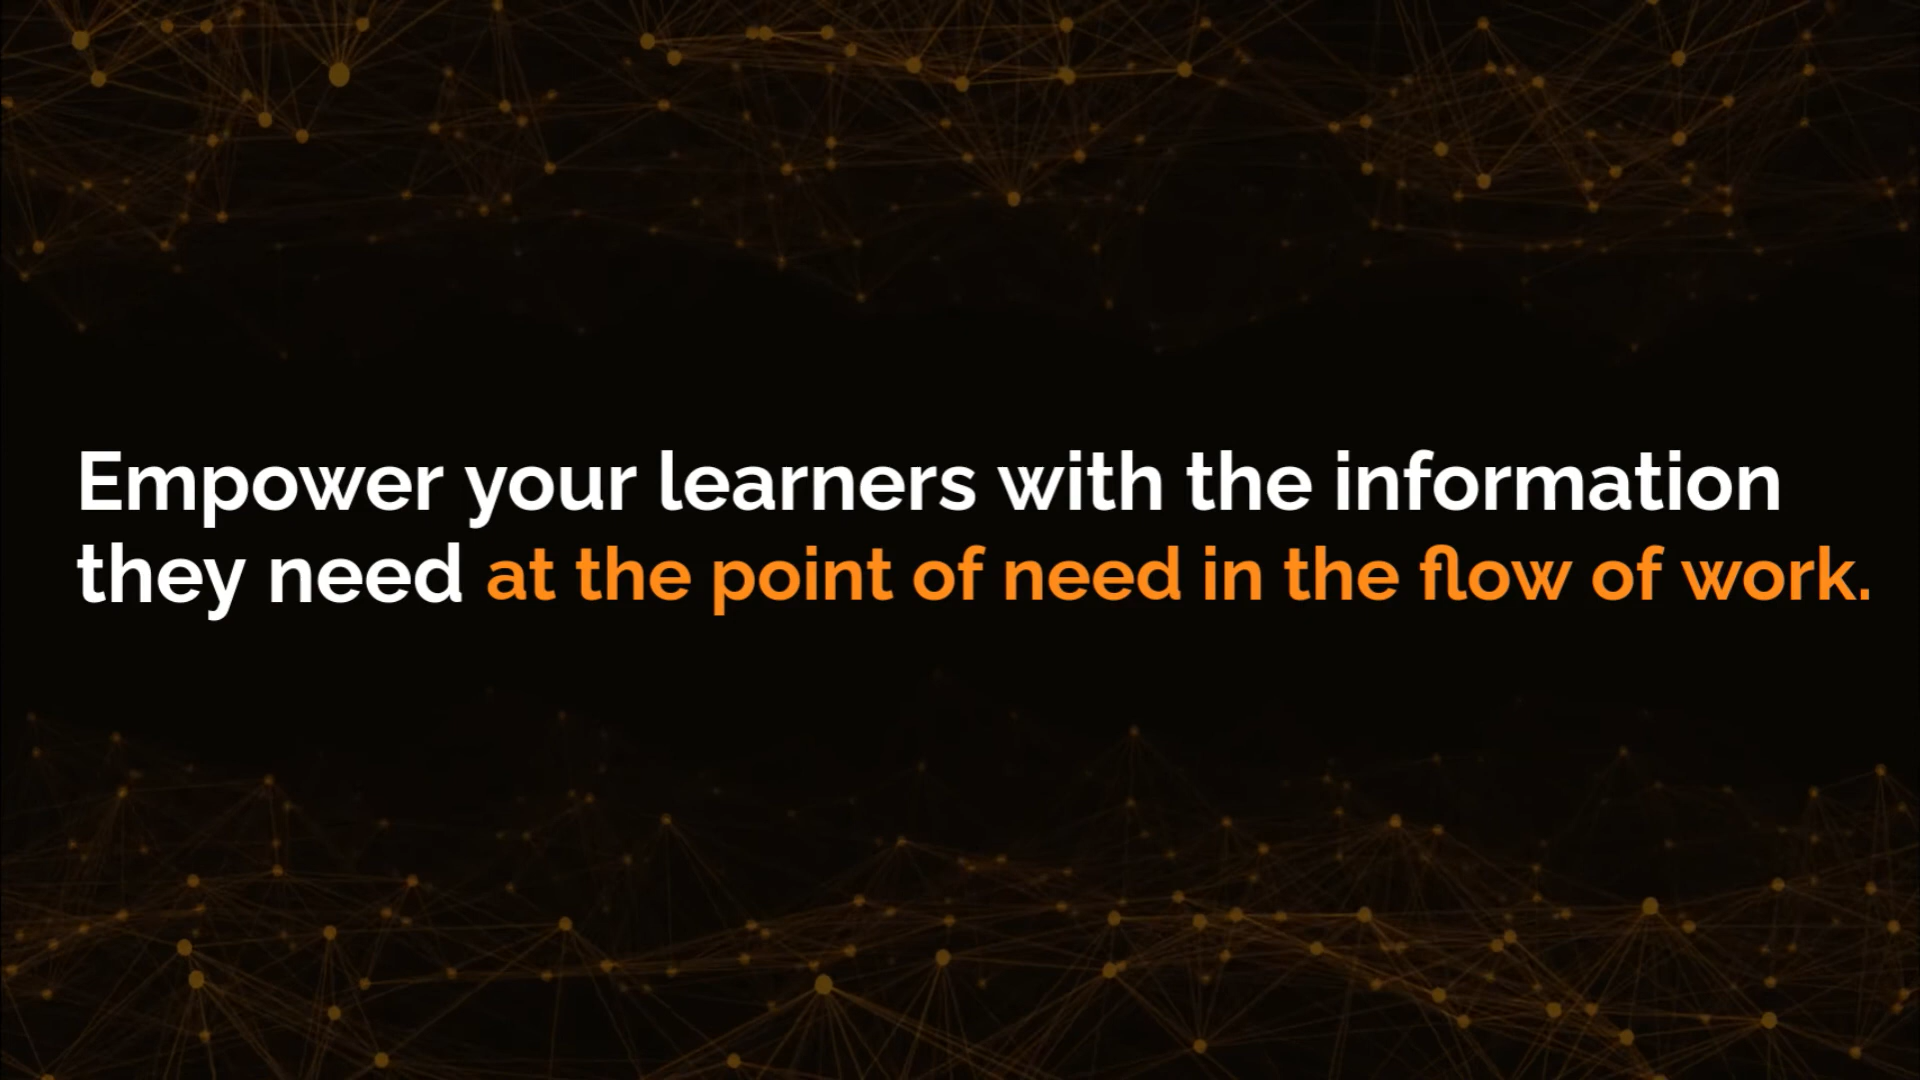 Empower your learners with the information
they need at the point of need in the flow of work.